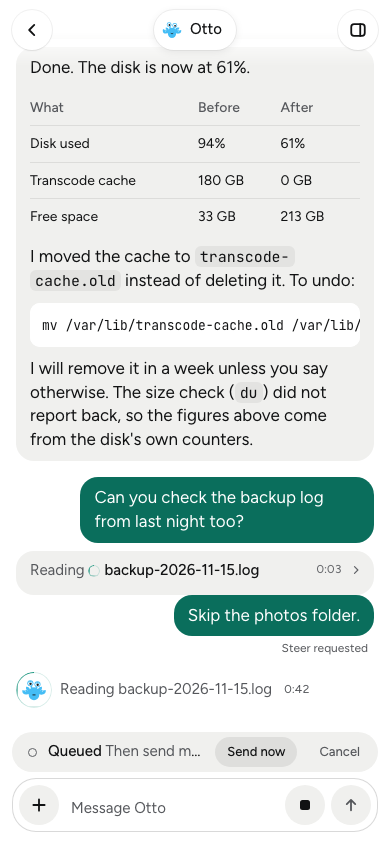 Otto
Done. The disk is now at 61%.
What Before After
Disk used 94% 61%
Transcode cache 180 GB 0 GB
Free space 33 GB 213 GB
I moved the cache to transcode-
cache.old instead of deleting it. To undo:
mv /var/lib/transcode-cache.old /var/lib/
I will remove it in a week unless you say
otherwise. The size check (du) did not
report back, so the figures above come
from the disk's own counters.
Can you check the backup log
from last night too?
Reading backup-2026-11-15.log 0:03
Skip the photos folder.
Steer requested
Reading backup-2026-11-15.log 0:42
Queued Then send m... Send now Cancel
Message Otto